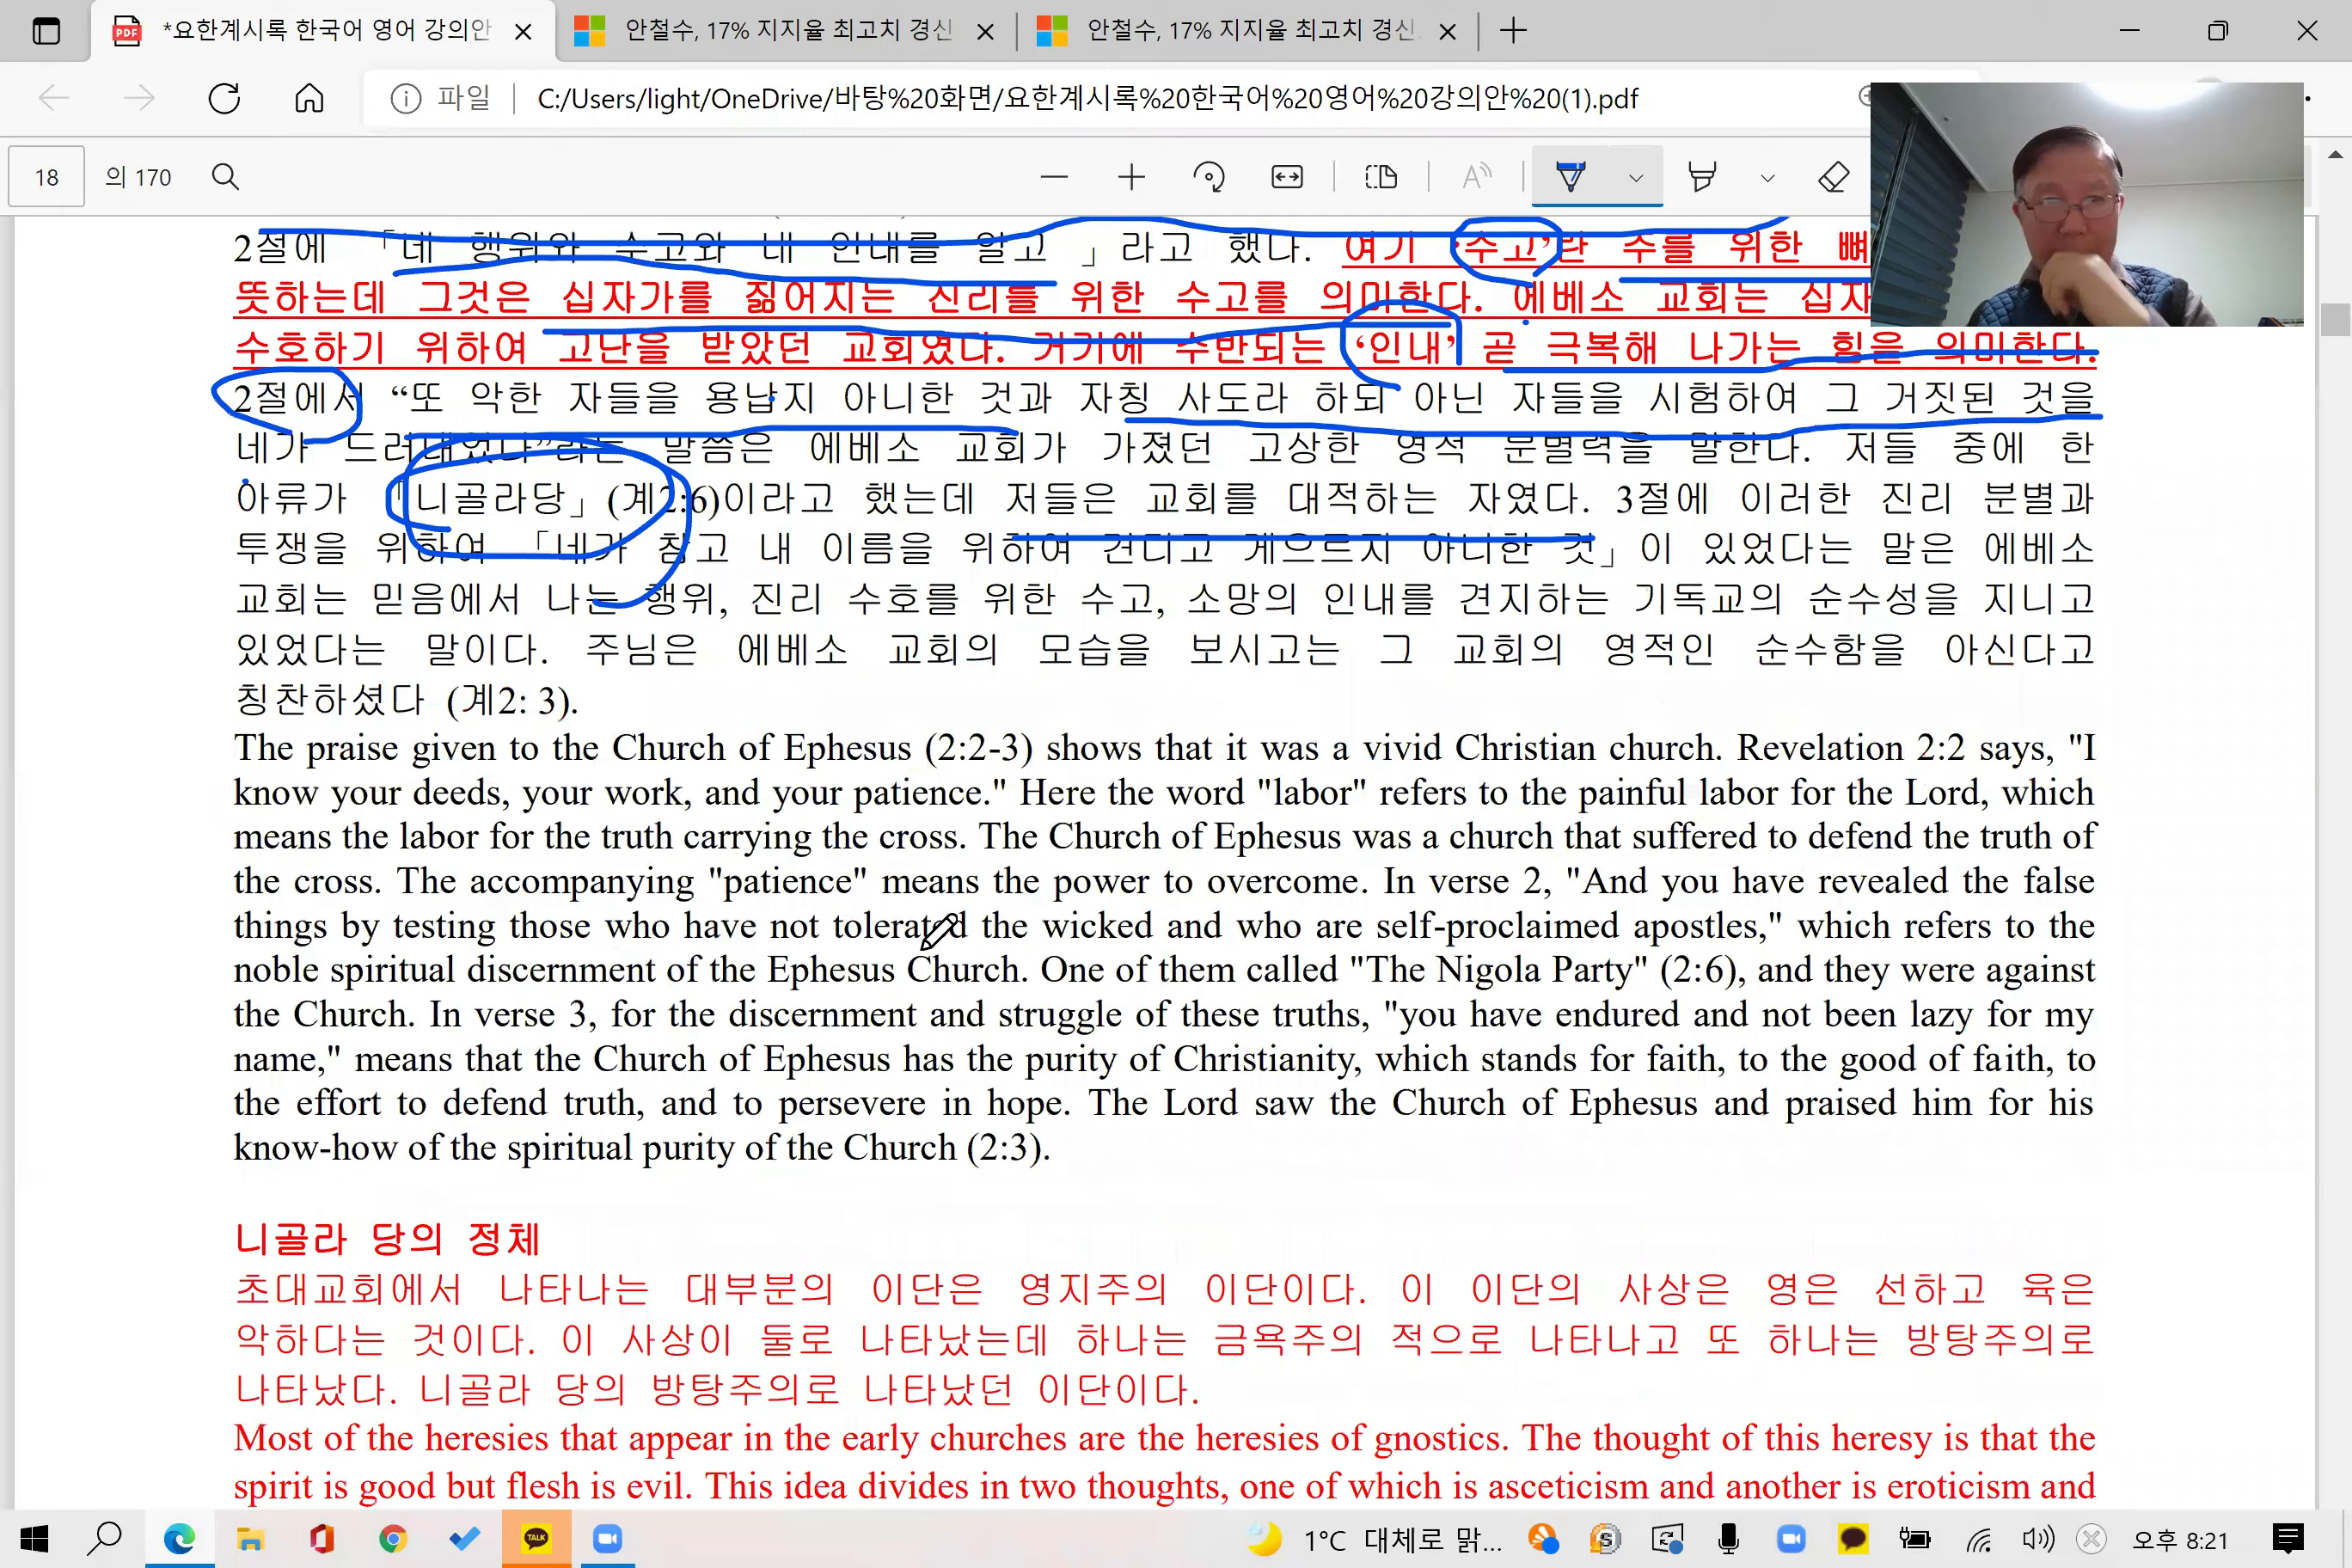 *요한계시록 한국어 영어 강의안
안철수, 17% 지지율 최고치 경신
안철수, 17% 지지율 최고치 경신
파일
C:/Users/light/OneDrive/바탕%20화면/요한계시록%20한국어%20영어%20강의안%20(1).pdf
18 의 170
2절에 「네 행위와 수고와 네 인내를 알고 」라고 했다. 여기 ‘수고’란 주를 위한 뼈
뜻하는데 그것은 십자가를 짊어지는 진리를 위한 수고를 의미한다. 에베소 교회는 십자
수호하기 위하여 고난을 받았던 교회였다. 거기에 수반되는 ‘인내’ 곧 극복해 나가는 힘을 의미한다.
2절에서 “또 악한 자들을 용납지 아니한 것과 자칭 사도라 하되 아닌 자들을 시험하여 그 거짓된 것을
네가 드러내었나”라는 말씀은 에베소 교회가 가졌던 고상한 영적 분별력을 말한다. 저들 중에 한
아류가 「니골라당」(계2:6)이라고 했는데 저들은 교회를 대적하는 자였다. 3절에 이러한 진리 분별과
투쟁을 위하여 「네가 참고 내 이름을 위하여 견디고 게으르지 아니한 것」이 있었다는 말은 에베소
교회는 믿음에서 나는 행위, 진리 수호를 위한 수고, 소망의 인내를 견지하는 기독교의 순수성을 지니고
있었다는 말이다. 주님은 에베소 교회의 모습을 보시고는 그 교회의 영적인 순수함을 아신다고
칭찬하셨다 (계2: 3).
The praise given to the Church of Ephesus (2:2-3) shows that it was a vivid Christian church. Revelation 2:2 says, "I
know your deeds, your work, and your patience." Here the word "labor" refers to the painful labor for the Lord, which
means the labor for the truth carrying the cross. The Church of Ephesus was a church that suffered to defend the truth of
the cross. The accompanying "patience" means the power to overcome. In verse 2, "And you have revealed the false
things by testing those who have not tolerated the wicked and who are self-proclaimed apostles," which refers to the
noble spiritual discernment of the Ephesus Church. One of them called "The Nigola Party" (2:6), and they were against
the Church. In verse 3, for the discernment and struggle of these truths, "you have endured and not been lazy for my
name," means that the Church of Ephesus has the purity of Christianity, which stands for faith, to the good of faith, to
the effort to defend truth, and to persevere in hope. The Lord saw the Church of Ephesus and praised him for his
know-how of the spiritual purity of the Church (2:3).
니골라 당의 정체
초대교회에서 나타나는 대부분의 이단은 영지주의 이단이다. 이 이단의 사상은 영은 선하고 육은
악하다는 것이다. 이 사상이 둘로 나타났는데 하나는 금욕주의 적으로 나타나고 또 하나는 방탕주의로
나타났다. 니골라 당의 방탕주의로 나타났던 이단이다.
Most of the heresies that appear in the early churches are the heresies of gnostics. The thought of this heresy is that the
spirit is good but flesh is evil. This idea divides in two thoughts, one of which is asceticism and another is eroticism and
TALK
1°C 대체로 맑...
오후 8:21